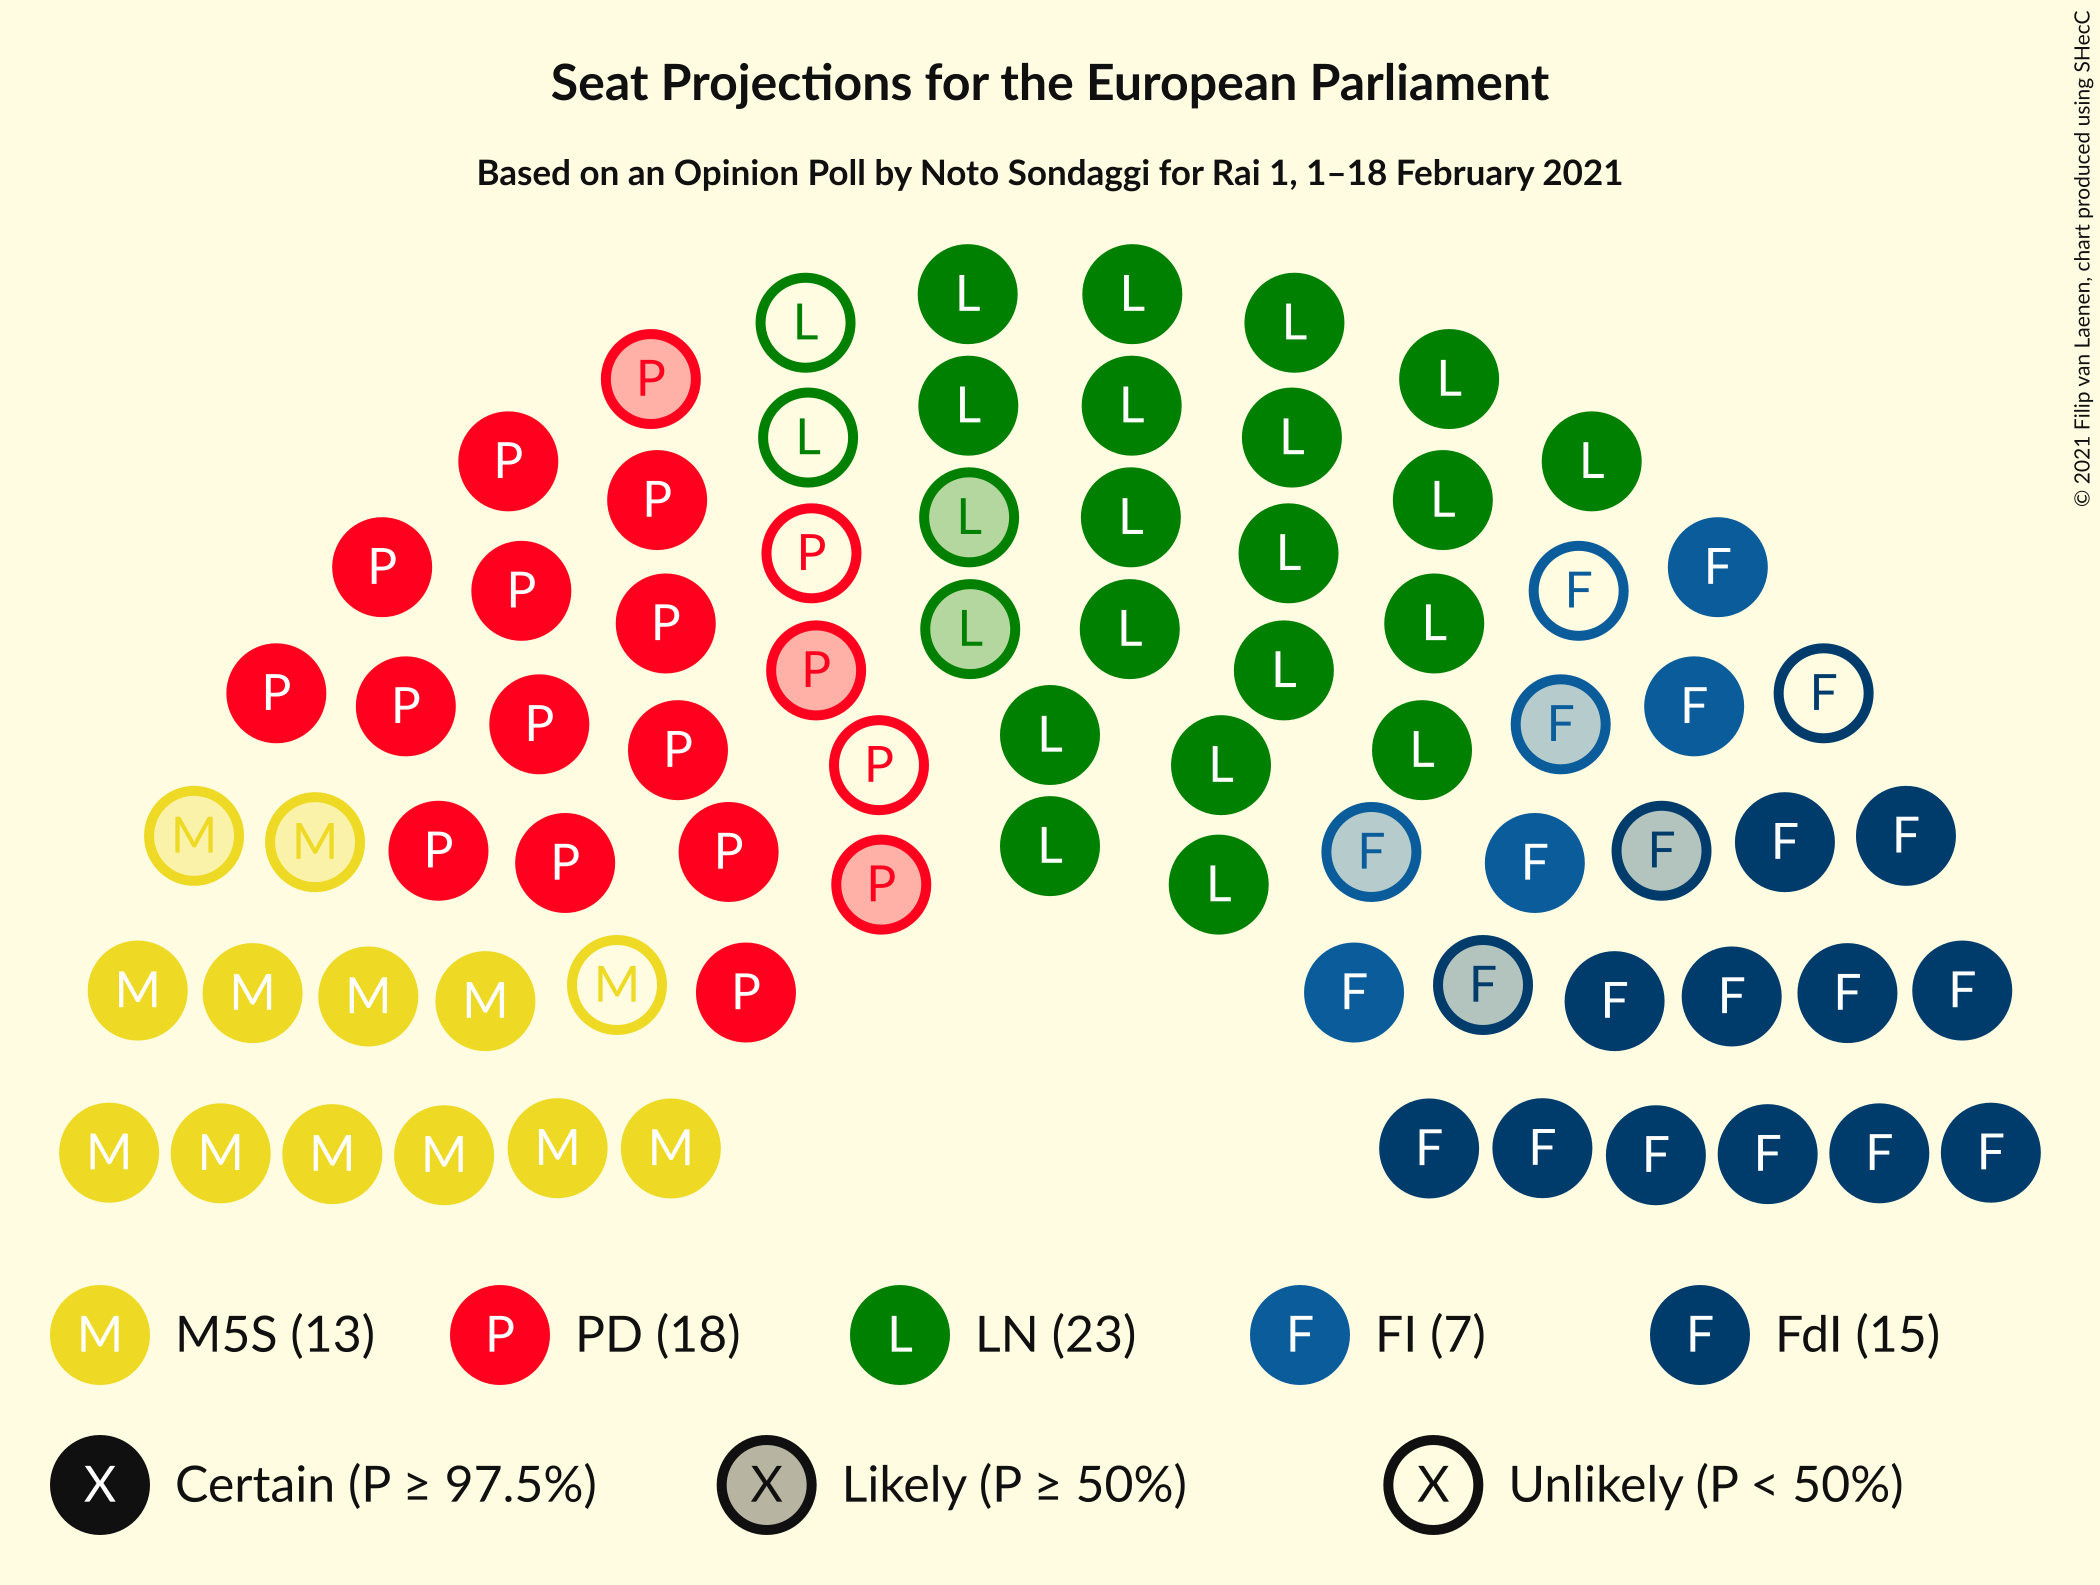 Seat Projections for the European Parliament
Based on an Opinion Poll by Noto Sondaggi for Rai 1, 1–18 February 2021
© 2021 Filip van Laenen, chart produced using SHecC
L L L L
P L L
P L L L L L
P P L L
P L L P L L
P P F F
P P L L L
P P L L F
P P P P L L L F F F
M M P P P P L L F F F F F
M M M M M P F F F F F F
M M M M M M F F F F F F
M M5S (13) P PD (18) L LN (23) F FI (7) F FdI (15)
X Certain (P ≥ 97.5%) X Likely (P ≥ 50%) X Unlikely (P < 50%)